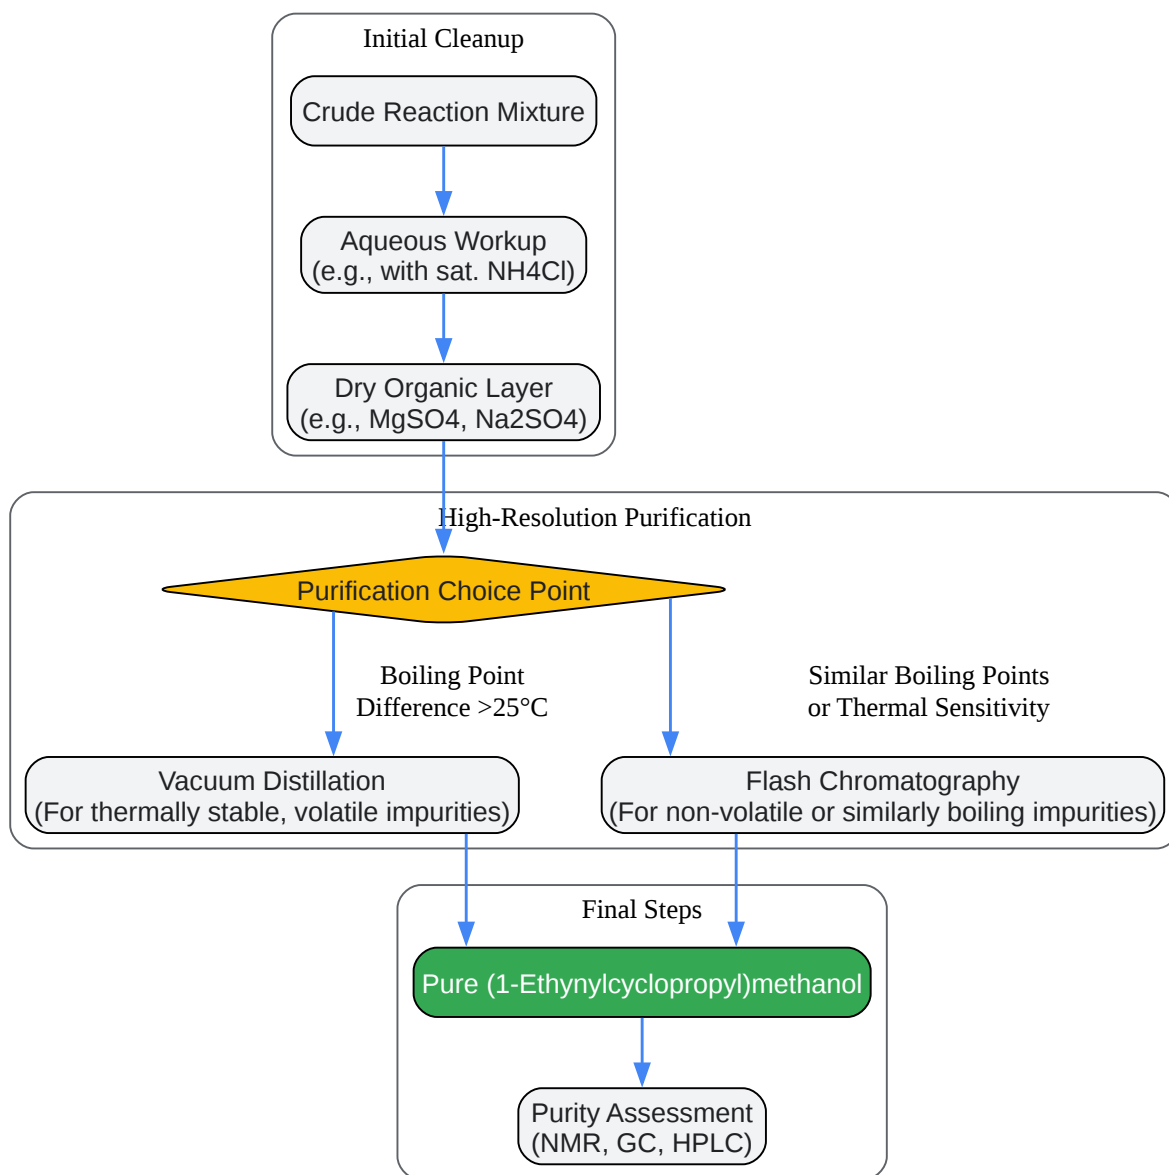 Initial Cleanup
Crude Reaction Mixture
Aqueous Workup
(e.g., with sat. NH4Cl)
Dry Organic Layer
(e.g., MgSO4, Na2SO4)
High-Resolution Purification
Purification Choice Point
Boiling Point
Difference >25°C
Similar Boiling Points
or Thermal Sensitivity
Vacuum Distillation
(For thermally stable, volatile impurities)
Flash Chromatography
(For non-volatile or similarly boiling impurities)
Final Steps
Pure (1-Ethynylcyclopropyl)methanol
Purity Assessment
(NMR, GC, HPLC)